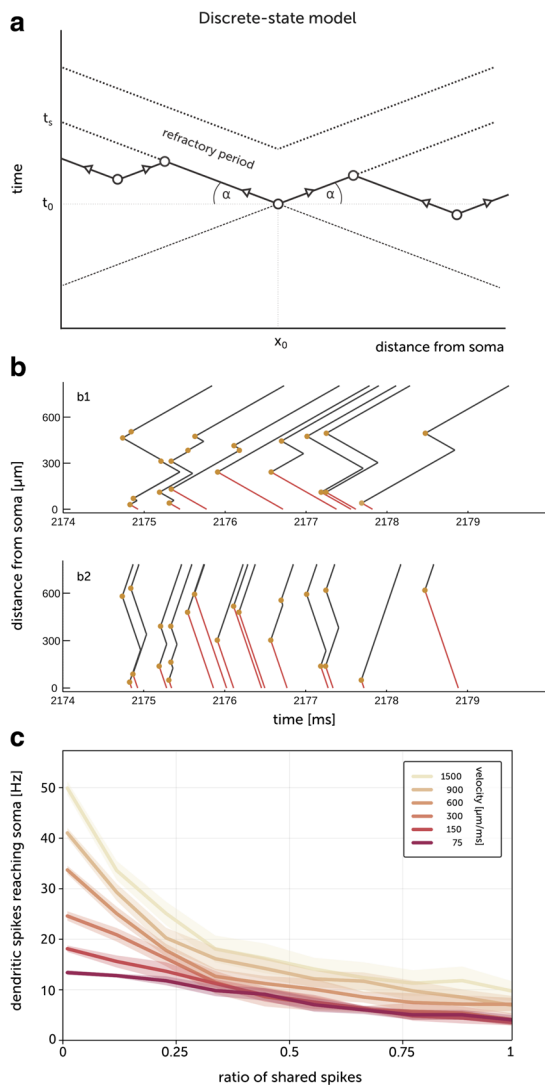 a
Discrete-state model
t_s
refractory period
time
α
α
t_0
x_0
distance from soma
b
b1
600
300
0
2174
2175
2176
2177
2178
2179
distance from soma [µm]
b2
600
300
0
2174
2175
2176
2177
2178
2179
time [ms]
c
dendritic spikes reaching soma [Hz]
50
40
30
20
10
0
1500
900
600
300
150
75
velocity [µm/ms]
0
0.25
0.5
0.75
1
ratio of shared spikes